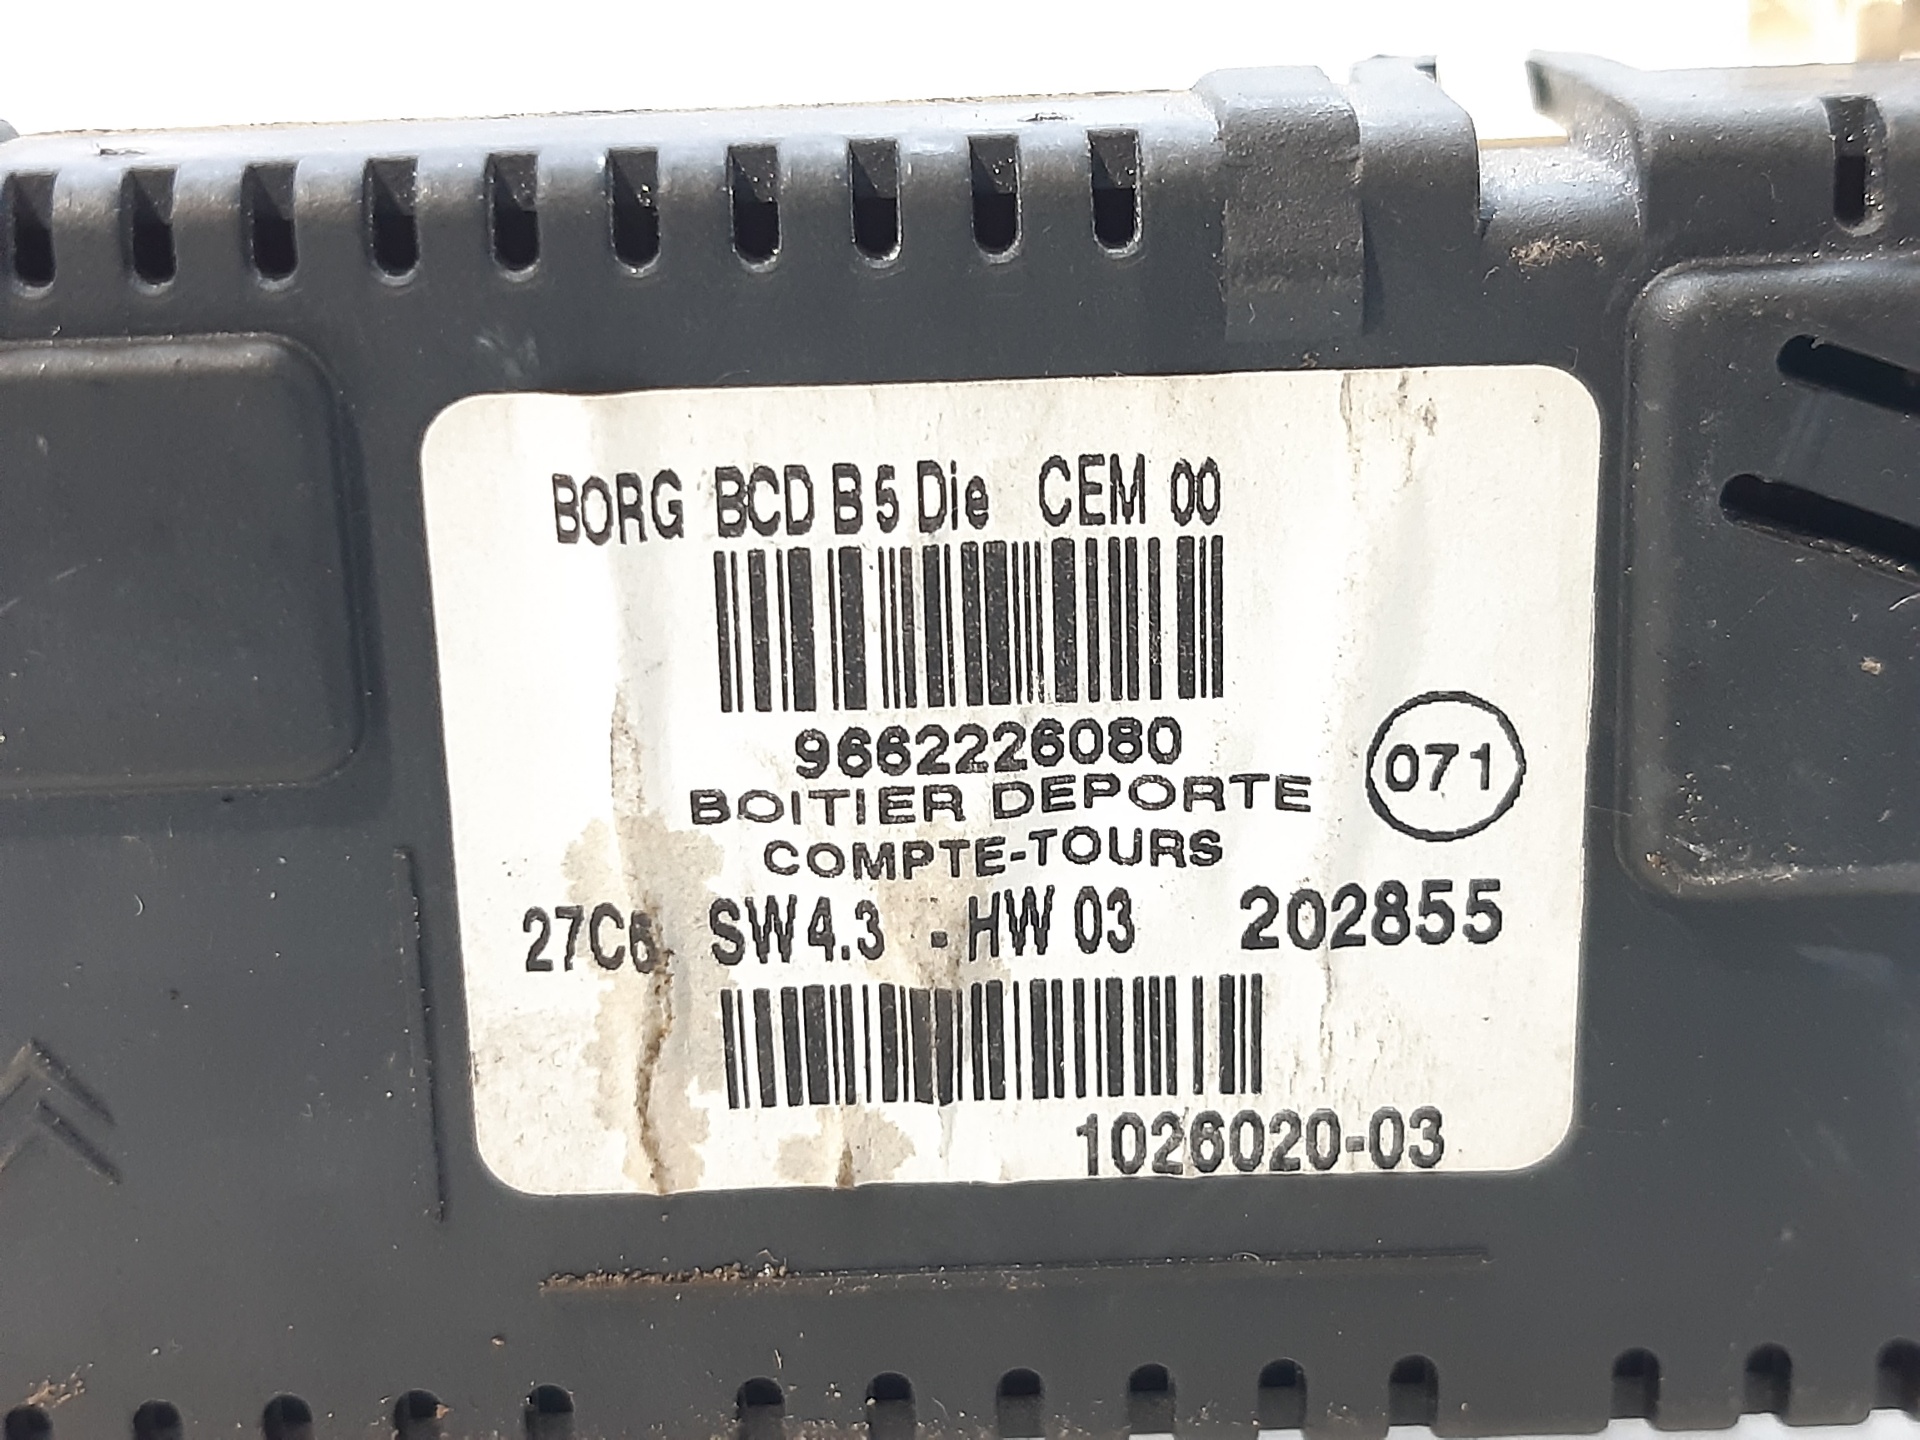 BORG BCD B5 Die CEM 00
9662226080
BOITIER DEPORTE
COMPTE-TOURS
071
27C6 SW4.3 . HW 03 202855
1026020-03